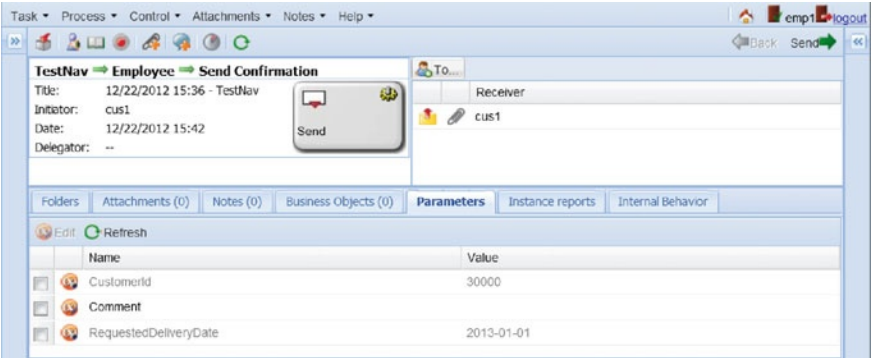 Task Process Control Attachments Notes Help emp1 logout
Back Send
TestNav Employee Send Confirmation
Title: 12/22/2012 15:36 - TestNav
Initiator: cus1
Date: 12/22/2012 15:42
Delegator: --
Send
To...
Receiver
cus1
Folders Attachments (0) Notes (0) Business Objects (0) Parameters Instance reports Internal Behavior
Edit Refresh
Name Value
CustomerId 30000
Comment
RequestedDeliveryDate 2013-01-01